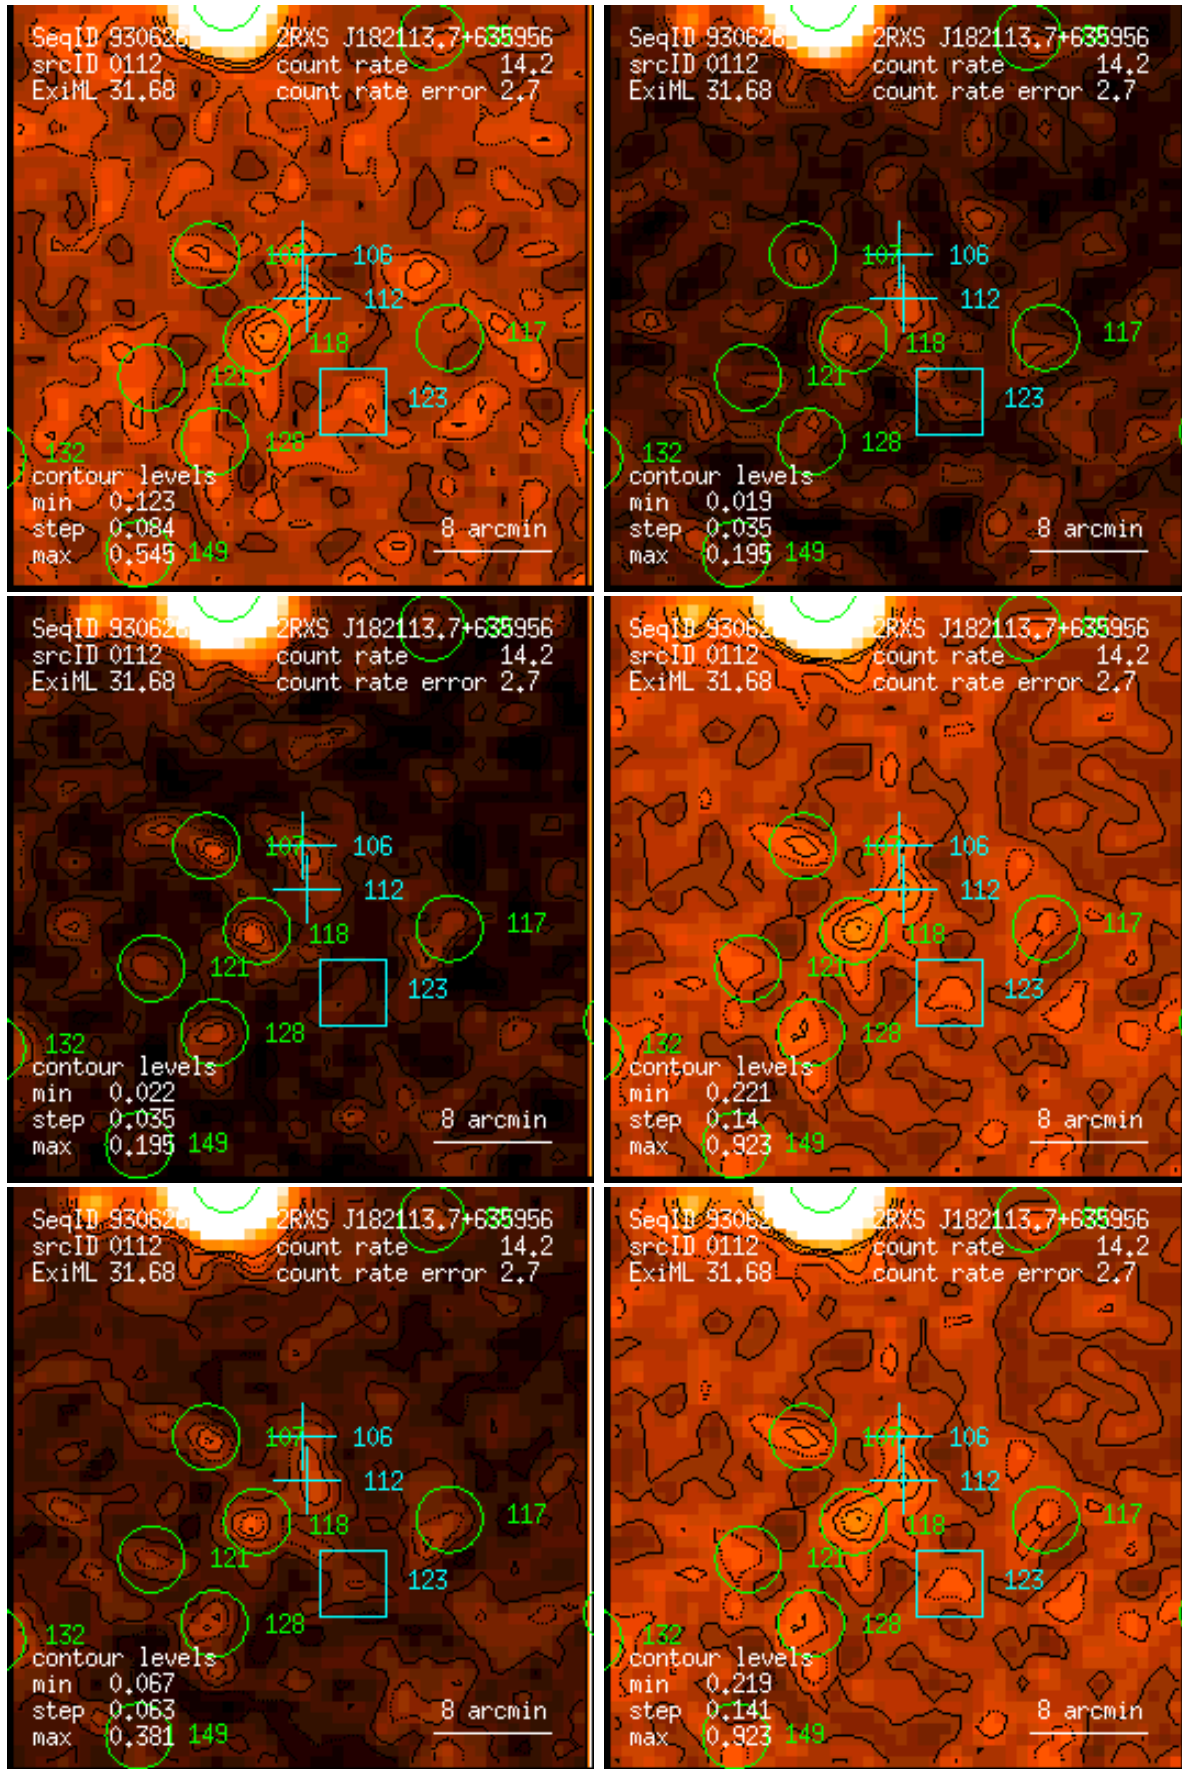 SeqID 930626 2RXS J182113.7+635956
srcID 0112 count rate 14.2
ExiML 31.68 count rate error 2.7
107 106
112
118 117
121
123
128
132
contour levels
min 0.123
step 0.084 8 arcmin
max 0.545 149
SeqID 930626 2RXS J182113.7+635956
srcID 0112 count rate 14.2
ExiML 31.68 count rate error 2.7
107 106
112
118 117
121
123
128
132
contour levels
min 0.019
step 0.035 8 arcmin
max 0.195 149
SeqID 930626 2RXS J182113.7+635956
srcID 0112 count rate 14.2
ExiML 31.68 count rate error 2.7
107 106
112
118 117
121
123
128
132
contour levels
min 0.022
step 0.035 8 arcmin
max 0.195 149
SeqID 93062 2RXS J182113.7+635956
srcID 0112 count rate 14.2
ExiML 31.68 count rate error 2.7
107 106
112
118 117
121
123
128
132
contour levels
min 0.221
step 0.14 8 arcmin
max 0.923 149
SeqID 930626 2RXS J182113.7+635956
srcID 0112 count rate 14.2
ExiML 31.68 count rate error 2.7
107 106
112
118 117
121
123
128
132
contour levels
min 0.067
step 0.063 8 arcmin
max 0.381 149
SeqID 93062 2RXS J182113.7+635956
srcID 0112 count rate 14.2
ExiML 31.68 count rate error 2.7
107 106
112
118 117
121
123
128
132
contour levels
min 0.219
step 0.141 8 arcmin
max 0.923 149